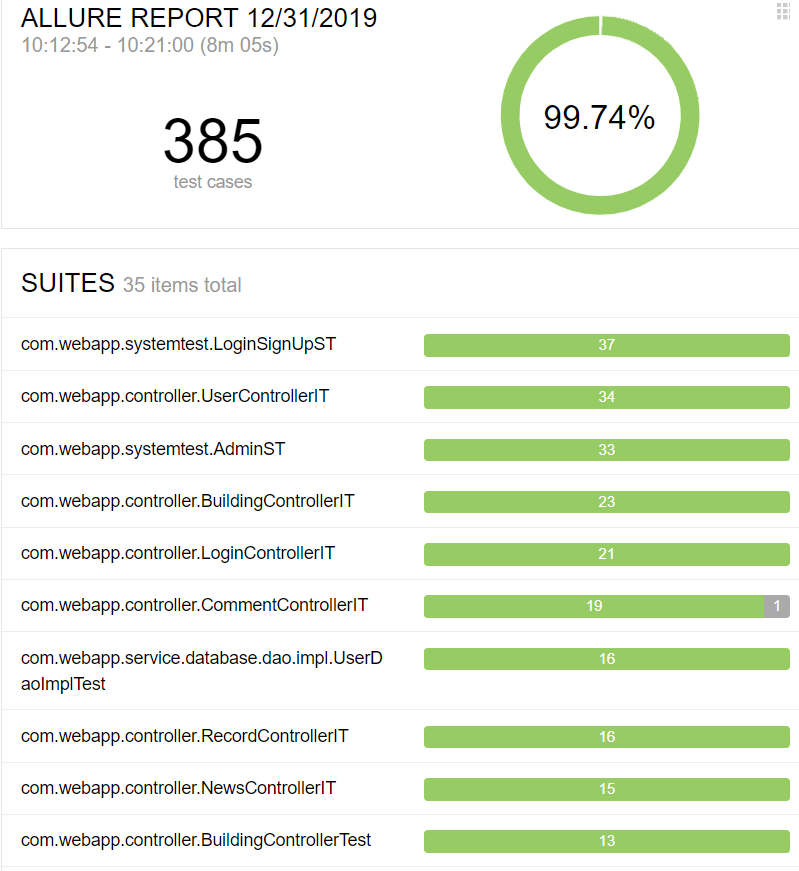 ALLURE REPORT 12/31/2019
10:12:54 - 10:21:00 (8m 05s)
99.74%
385
test cases
SUITES 35 items total
com.webapp.systemtest.LoginSignUpST 37
com.webapp.controller.UserControllerIT 34
com.webapp.systemtest.AdminST 33
com.webapp.controller.BuildingControllerIT 23
com.webapp.controller.LoginControllerIT 21
com.webapp.controller.CommentControllerIT 19 1
com.webapp.service.database.dao.impl.UserD 16
aoImplTest
com.webapp.controller.RecordControllerIT 16
com.webapp.controller.NewsControllerIT 15
com.webapp.controller.BuildingControllerTest 13